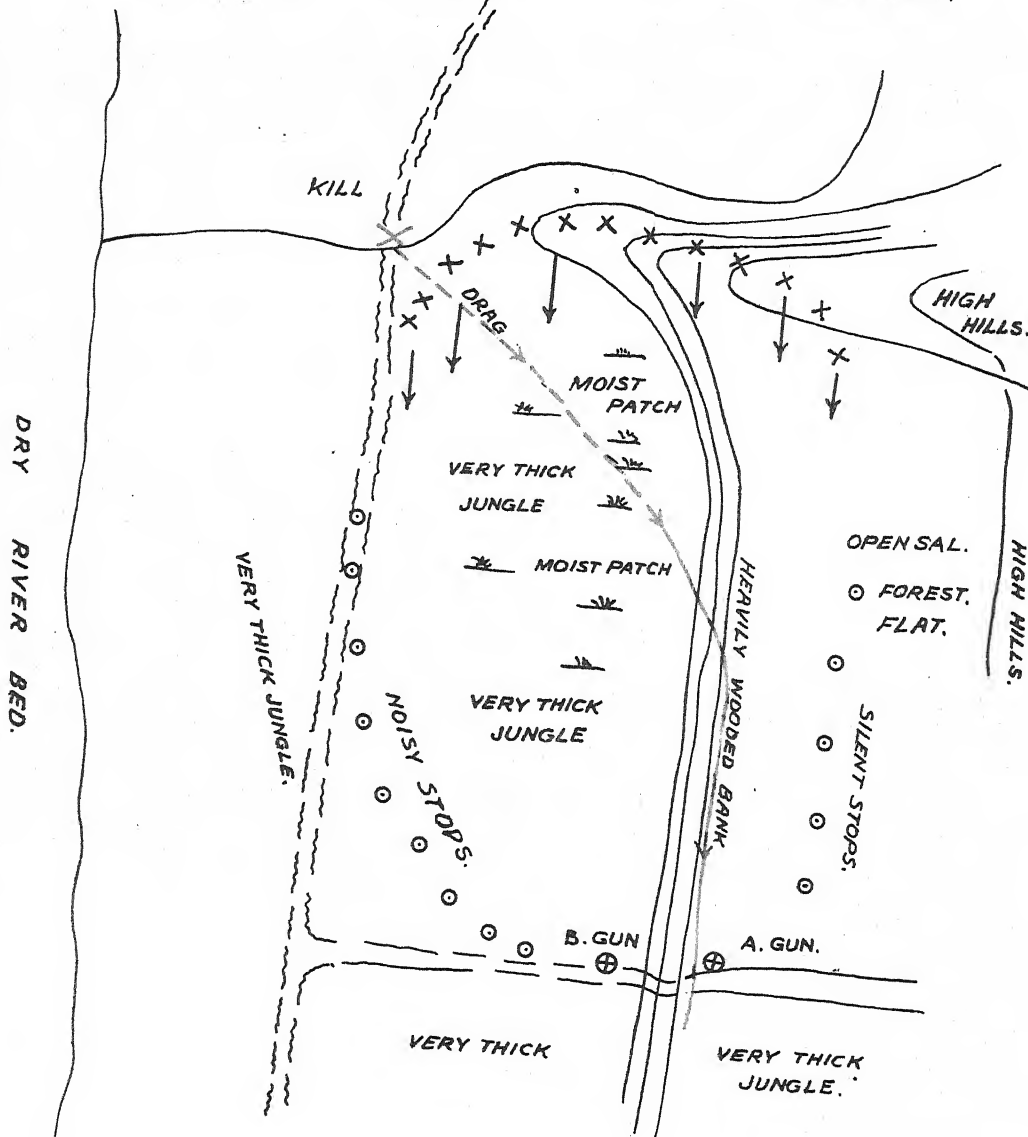 KILL
DRAG
HIGH
HILLS.
MOIST
PATCH
VERY THICK
JUNGLE
MOIST PATCH
OPEN SAL.
FOREST.
FLAT.
HIGH HILLS.
DRY RIVER BED.
VERY THICK JUNGLE.
HEAVILY WOODED BANK
VERY THICK
JUNGLE
NOISY STOPS.
SILENT STOPS.
B. GUN
A. GUN.
VERY THICK
VERY THICK
JUNGLE.